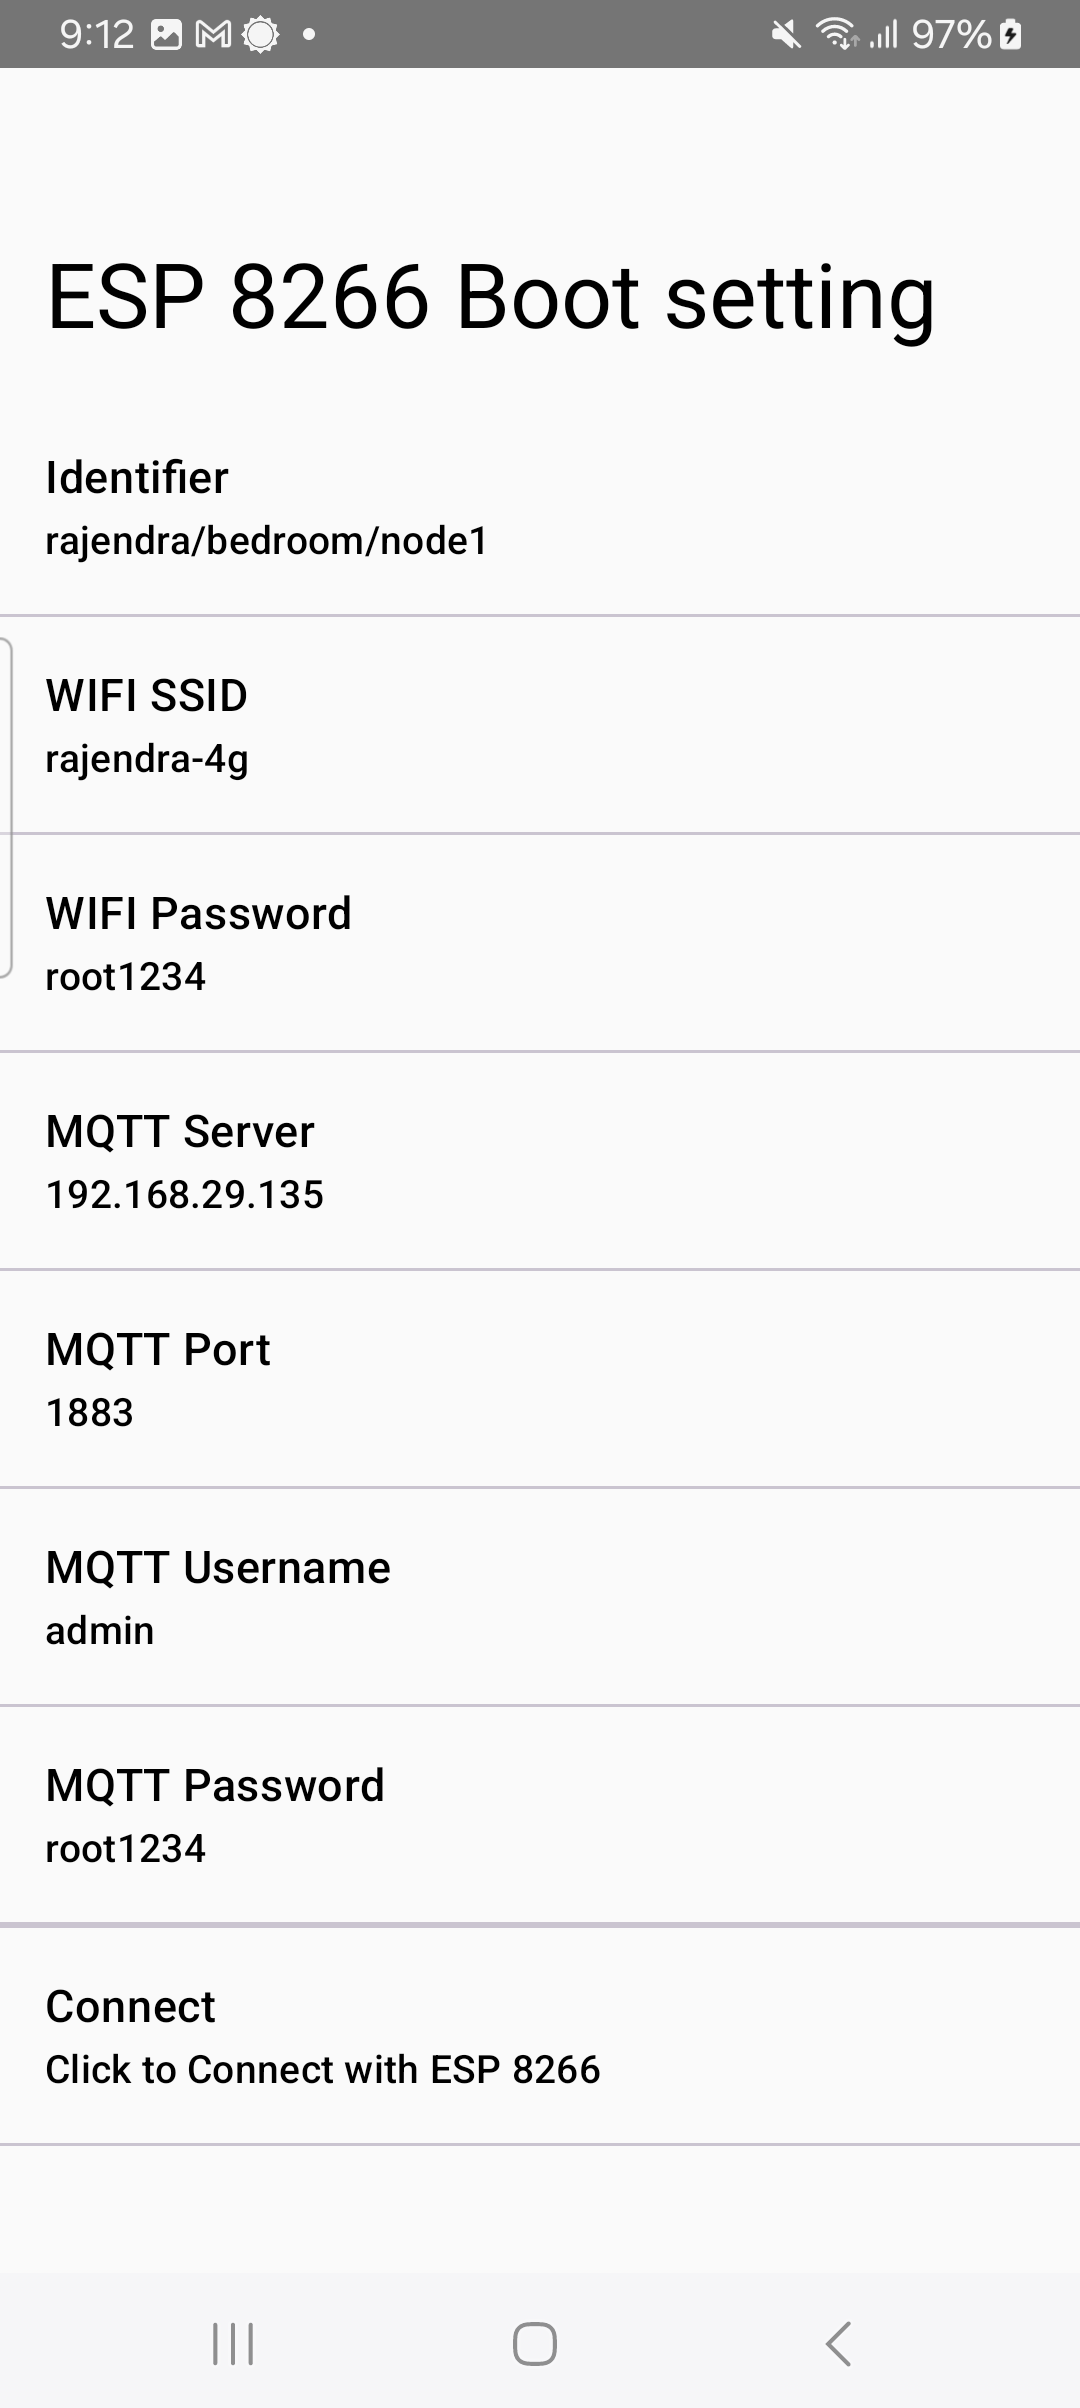 9:12 97%
ESP 8266 Boot setting
Identifier
rajendra/bedroom/node1
WIFI SSID
rajendra-4g
WIFI Password
root1234
MQTT Server
192.168.29.135
MQTT Port
1883
MQTT Username
admin
MQTT Password
root1234
Connect
Click to Connect with ESP 8266